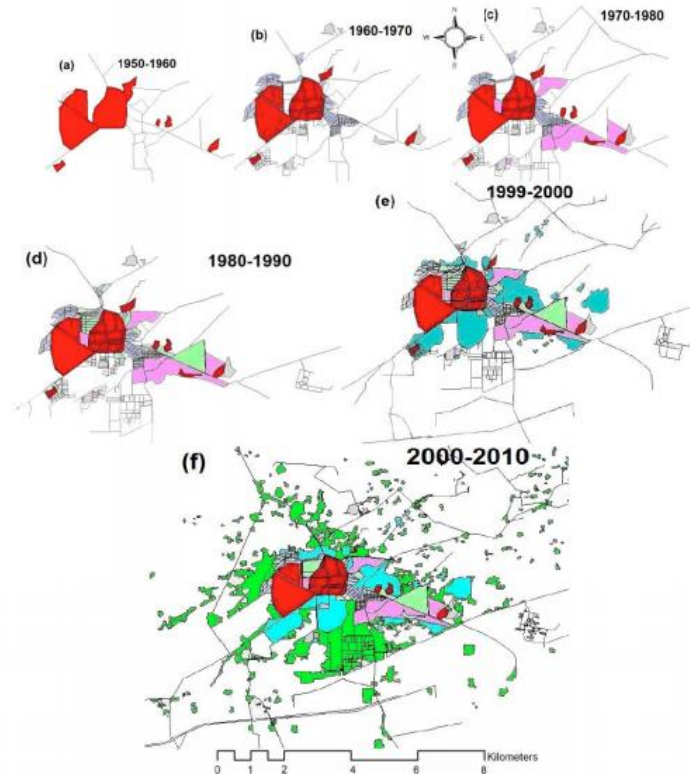 (a)
1950-1960
(b)
1960-1970
N
W E
S
(c)
1970-1980
(d)
1980-1990
(e)
1999-2000
(f)
2000-2010
Kilometers
0 1 2 4 6 8